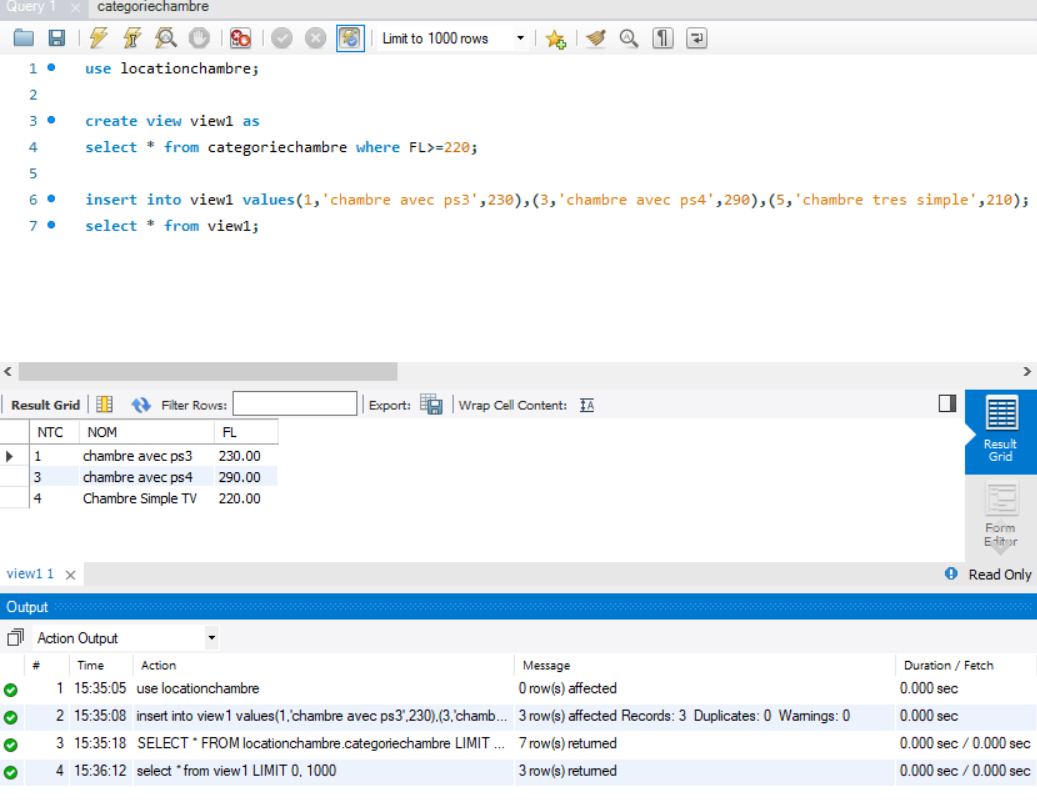 Query 1 × categoriechambre
Limit to 1000 rows
1 use locationchambre;
2
3 create view view1 as
4 select * from categoriechambre where FL>=220;
5
6 insert into view1 values(1,'chambre avec ps3',230),(3,'chambre avec ps4',290),(5,'chambre tres simple',210);
7 select * from view1;
Result Grid Filter Rows: Export: Wrap Cell Content:
NTC NOM FL
1 chambre avec ps3 230.00
3 chambre avec ps4 290.00
4 Chambre Simple TV 220.00
Result
Grid
Form
Editor
view1 1 × Read Only
Output
Action Output
# Time Action Message Duration / Fetch
1 15:35:05 use locationchambre 0 row(s) affected 0.000 sec
2 15:35:08 insert into view1 values(1,'chambre avec ps3',230),(3,'chamb... 3 row(s) affected Records: 3 Duplicates: 0 Warnings: 0 0.000 sec
3 15:35:18 SELECT * FROM locationchambre.categoriechambre LIMIT ... 7 row(s) returned 0.000 sec / 0.000 sec
4 15:36:12 select * from view1 LIMIT 0, 1000 3 row(s) returned 0.000 sec / 0.000 sec